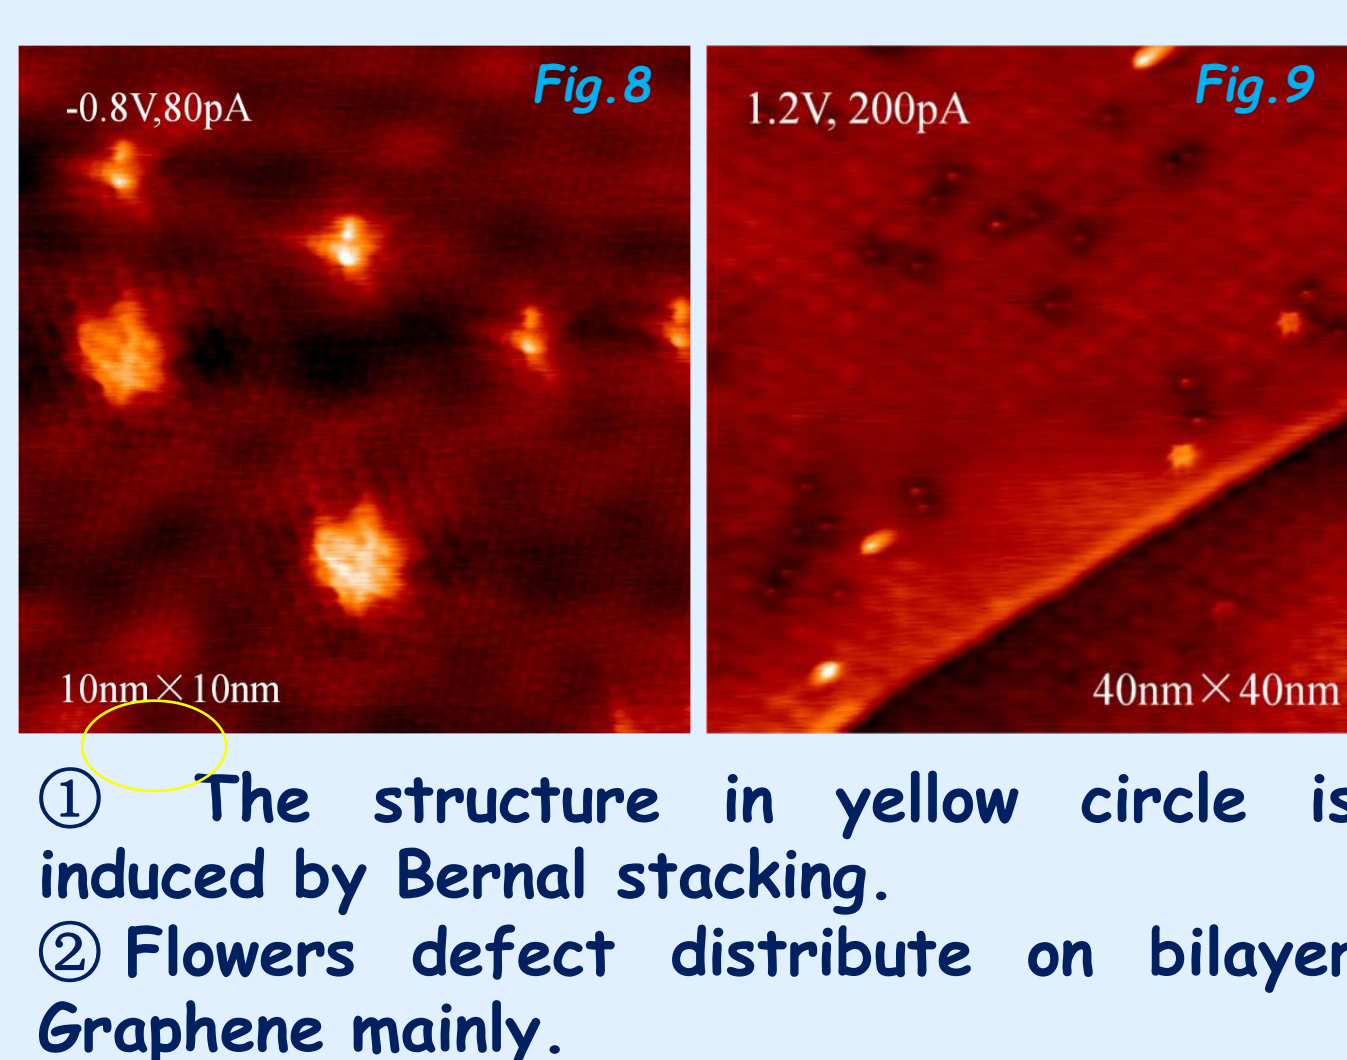 -0.8V,80pA
Fig.8
10nm×10nm
1.2V, 200pA
Fig.9
40nm×40nm
① The structure in yellow circle is
induced by Bernal stacking.
② Flowers defect distribute on bilayer
Graphene mainly.